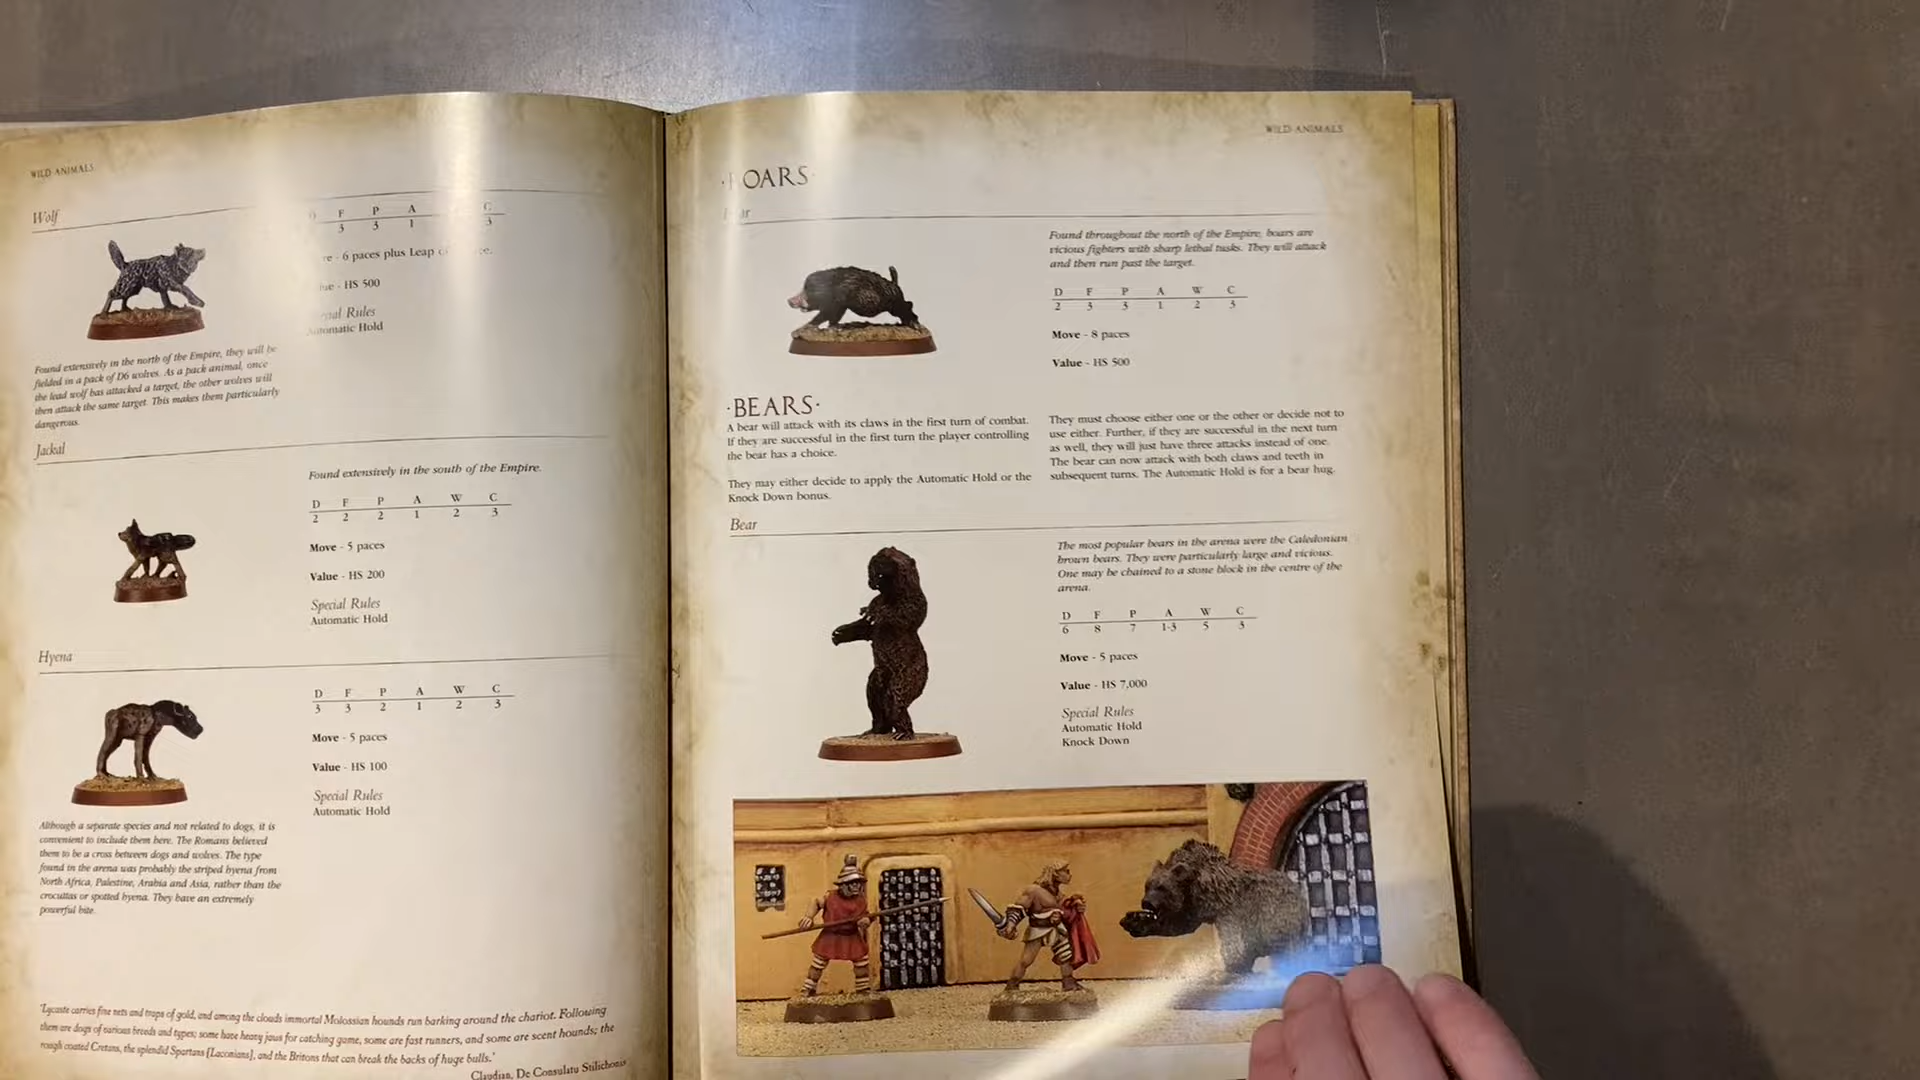 WILD ANIMALS
Wolf
F P A C
3 3 1 3
6 paces plus Leap
HS 500
Rules
Hold
Found extensively in the north of the Empire, they will be
fielded in a pack of D6 wolves. As a pack animal, once
the lead wolf has attacked a target, the other wolves will
then attack the same target. This makes them particularly
dangerous.
Jackal
Found extensively in the south of the Empire.
D F P A W C
2 2 2 1 2 3
Move - 5 paces
Value - HS 200
Special Rules
Automatic Hold
Hyena
D F P A W C
3 3 2 1 2 3
Move - 5 paces
Value - HS 100
Special Rules
Automatic Hold
Although a separate species and not related to dogs, it is
convenient to include them here. The Romans believed
them to be a cross between dogs and wolves. The type
found in the arena was probably the striped hyena from
North Africa, Palestine, Arabia and Asia, rather than the
crocuttas or spotted hyena. They have an extremely
powerful bite.
'Lycaste carries fine nets and traps of gold, and among the clouds immortal Molossian hounds run barking around the chariot. Following
them are dogs of various breeds and types; some have heavy jaws for catching game, some are fast runners, and some are scent hounds; the
rough coated Cretans, the splendid Spartans [Laconians], and the Britons that can break the backs of huge bulls.'
Claudian, De Consulatu Stilichonis
WILD ANIMALS
·BOARS·
Found throughout the north of the Empire, boars are
vicious fighters with sharp lethal tusks. They will attack
and then run past the target.
D F P A W C
2 3 3 1 2 3
Move - 8 paces
Value - HS 500
·BEARS·
A bear will attack with its claws in the first turn of combat.
If they are successful in the first turn the player controlling
the bear has a choice.
They may either decide to apply the Automatic Hold or the
Knock Down bonus.
They must choose either one or the other or decide not to
use either. Further, if they are successful in the next turn
as well, they will just have three attacks instead of one.
The bear can now attack with both claws and teeth in
subsequent turns. The Automatic Hold is for a bear hug.
Bear
The most popular bears in the arena were the Caledonian
brown bears. They were particularly large and vicious.
One may be chained to a stone block in the centre of the
arena.
D F P A W C
6 8 7 1-3 5 3
Move - 5 paces
Value - HS 7,000
Special Rules
Automatic Hold
Knock Down